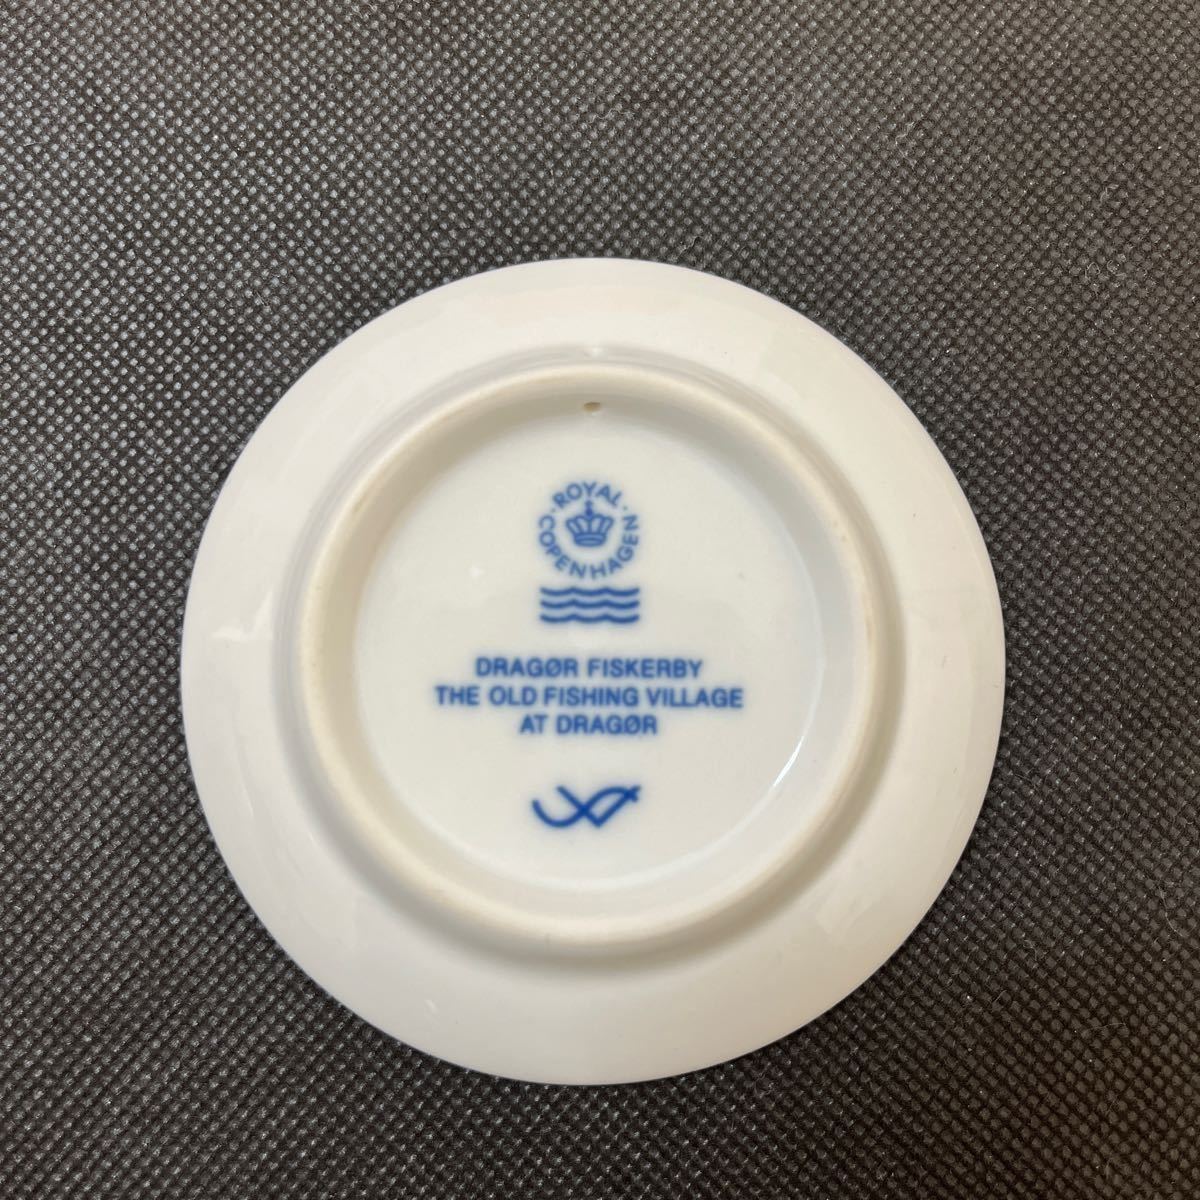 ROYAL COPENHAGEN
DRAGØR FISKERBY
THE OLD FISHING VILLAGE
AT DRAGØR